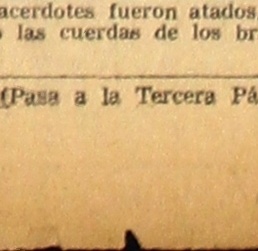 acerdotes fueron atados
las cuerdas de los br
(Pasa a la Tercera Pá